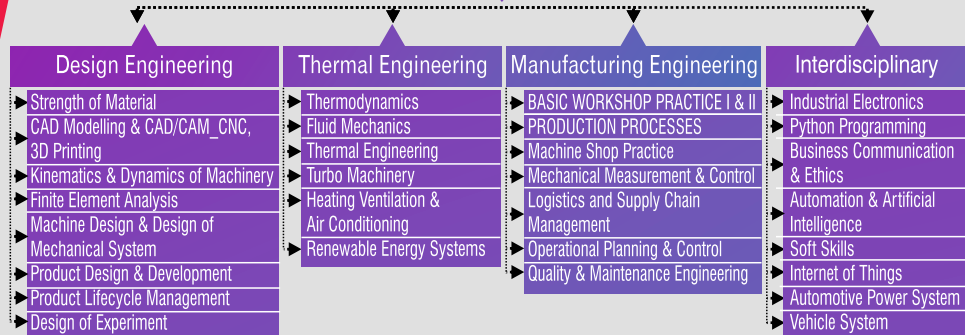 Design Engineering
Strength of Material
CAD Modelling & CAD/CAM_CNC,
3D Printing
Kinematics & Dynamics of Machinery
Finite Element Analysis
Machine Design & Design of
Mechanical System
Product Design & Development
Product Lifecycle Management
Design of Experiment
Thermal Engineering
Thermodynamics
Fluid Mechanics
Thermal Engineering
Turbo Machinery
Heating Ventilation &
Air Conditioning
Renewable Energy Systems
Manufacturing Engineering
BASIC WORKSHOP PRACTICE I & II
PRODUCTION PROCESSES
Machine Shop Practice
Mechanical Measurement & Control
Logistics and Supply Chain
Management
Operational Planning & Control
Quality & Maintenance Engineering
Interdisciplinary
Industrial Electronics
Python Programming
Business Communication
& Ethics
Automation & Artificial
Intelligence
Soft Skills
Internet of Things
Automotive Power System
Vehicle System